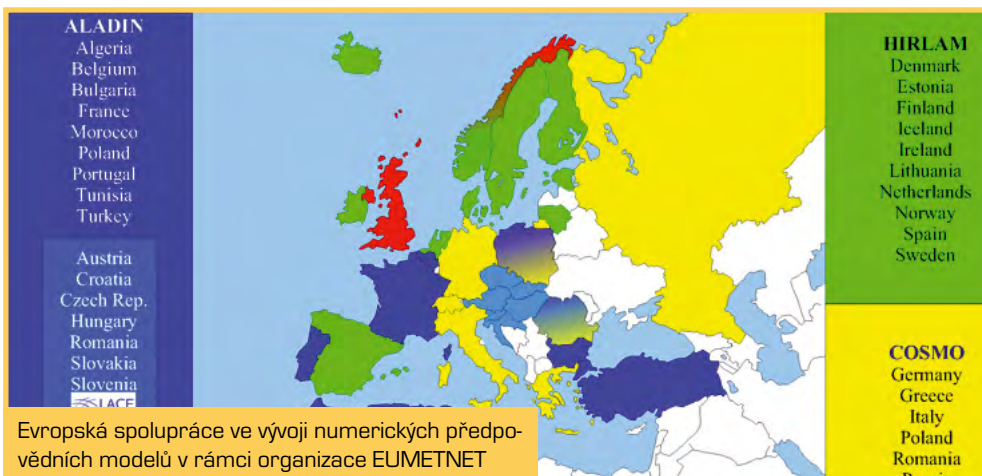 ALADIN
Algeria
Belgium
Bulgaria
France
Morocco
Poland
Portugal
Tunisia
Turkey
Austria
Croatia
Czech Rep.
Hungary
Romania
Slovakia
Slovenia
LACE
HIRLAM
Denmark
Estonia
Finland
Iceland
Ireland
Lithuania
Netherlands
Norway
Spain
Sweden
COSMO
Germany
Greece
Italy
Poland
Romania
Evropská spolupráce ve vývoji numerických předpo-
vědních modelů v rámci organizace EUMETNET